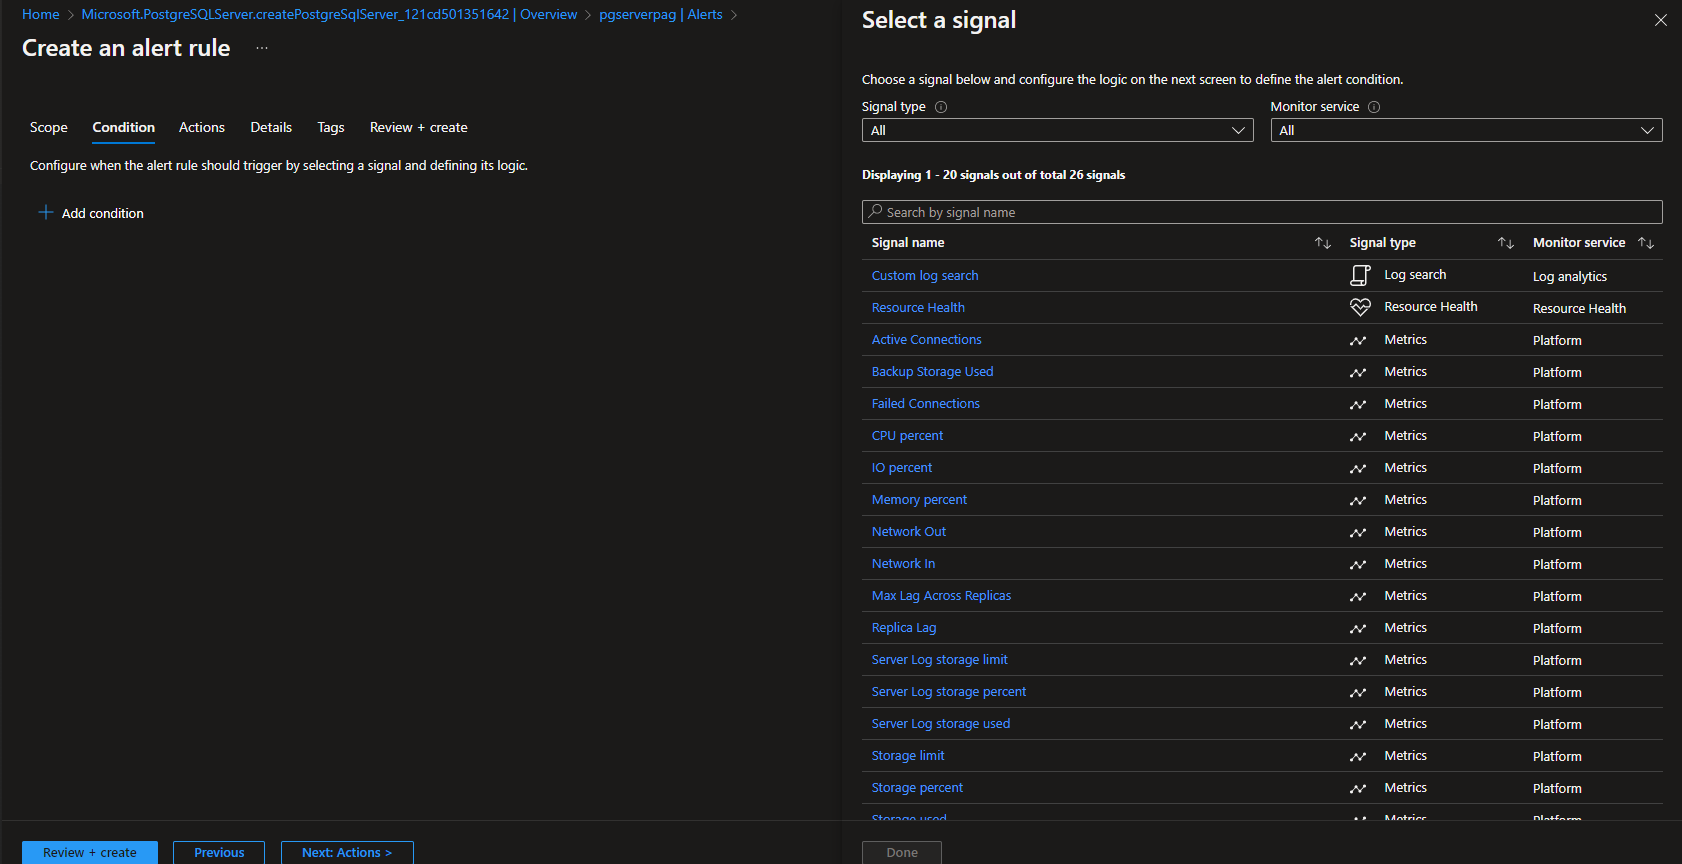 Home > Microsoft.PostgreSQLServer.createPostgreSqlServer_121cd501351642 | Overview > pgserverpag | Alerts >
Create an alert rule ...
Scope Condition Actions Details Tags Review + create
Configure when the alert rule should trigger by selecting a signal and defining its logic.
+ Add condition
Review + create Previous Next: Actions >
Select a signal
Choose a signal below and configure the logic on the next screen to define the alert condition.
Signal type Monitor service
All All
Displaying 1 - 20 signals out of total 26 signals
Search by signal name
Signal name Signal type Monitor service
Custom log search Log search Log analytics
Resource Health Resource Health Resource Health
Active Connections Metrics Platform
Backup Storage Used Metrics Platform
Failed Connections Metrics Platform
CPU percent Metrics Platform
IO percent Metrics Platform
Memory percent Metrics Platform
Network Out Metrics Platform
Network In Metrics Platform
Max Lag Across Replicas Metrics Platform
Replica Lag Metrics Platform
Server Log storage limit Metrics Platform
Server Log storage percent Metrics Platform
Server Log storage used Metrics Platform
Storage limit Metrics Platform
Storage percent Metrics Platform
Storage used Metrics Platform
Done